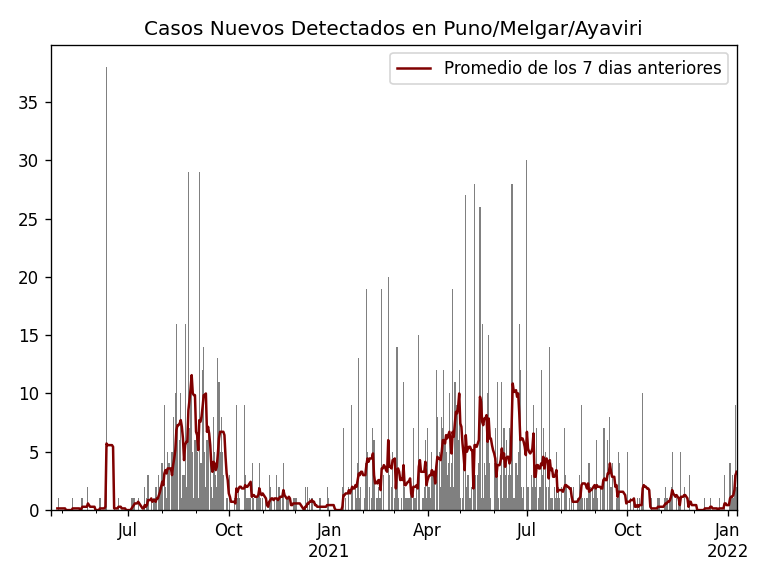 Casos Nuevos Detectados en Puno/Melgar/Ayaviri
Promedio de los 7 dias anteriores
35
30
25
20
15
10
5
0
Jul
Oct
Jan
2021
Apr
Jul
Oct
Jan
2022